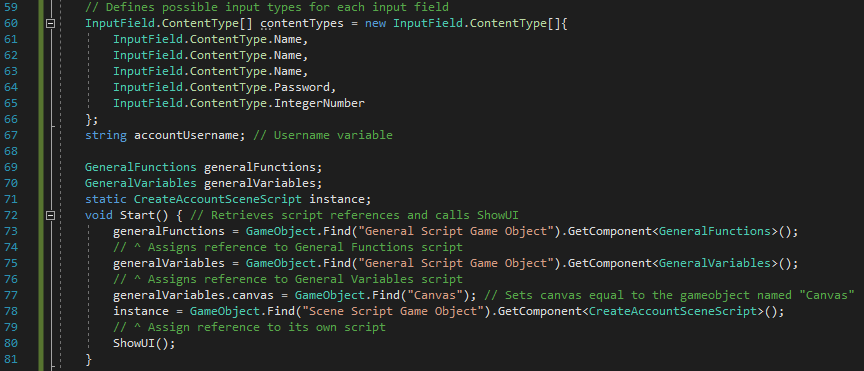 59 // Defines possible input types for each input field
60 InputField.ContentType[] contentTypes = new InputField.ContentType[]{
61 InputField.ContentType.Name,
62 InputField.ContentType.Name,
63 InputField.ContentType.Name,
64 InputField.ContentType.Password,
65 InputField.ContentType.IntegerNumber
66 };
67 string accountUsername; // Username variable
68
69 GeneralFunctions generalFunctions;
70 GeneralVariables generalVariables;
71 static CreateAccountSceneScript instance;
72 void Start() { // Retrieves script references and calls ShowUI
73 generalFunctions = GameObject.Find("General Script Game Object").GetComponent<GeneralFunctions>();
74 // ^ Assigns reference to General Functions script
75 generalVariables = GameObject.Find("General Script Game Object").GetComponent<GeneralVariables>();
76 // ^ Assigns reference to General Variables script
77 generalVariables.canvas = GameObject.Find("Canvas"); // Sets canvas equal to the gameobject named "Canvas"
78 instance = GameObject.Find("Scene Script Game Object").GetComponent<CreateAccountSceneScript>();
79 // ^ Assign reference to its own script
80 ShowUI();
81 }